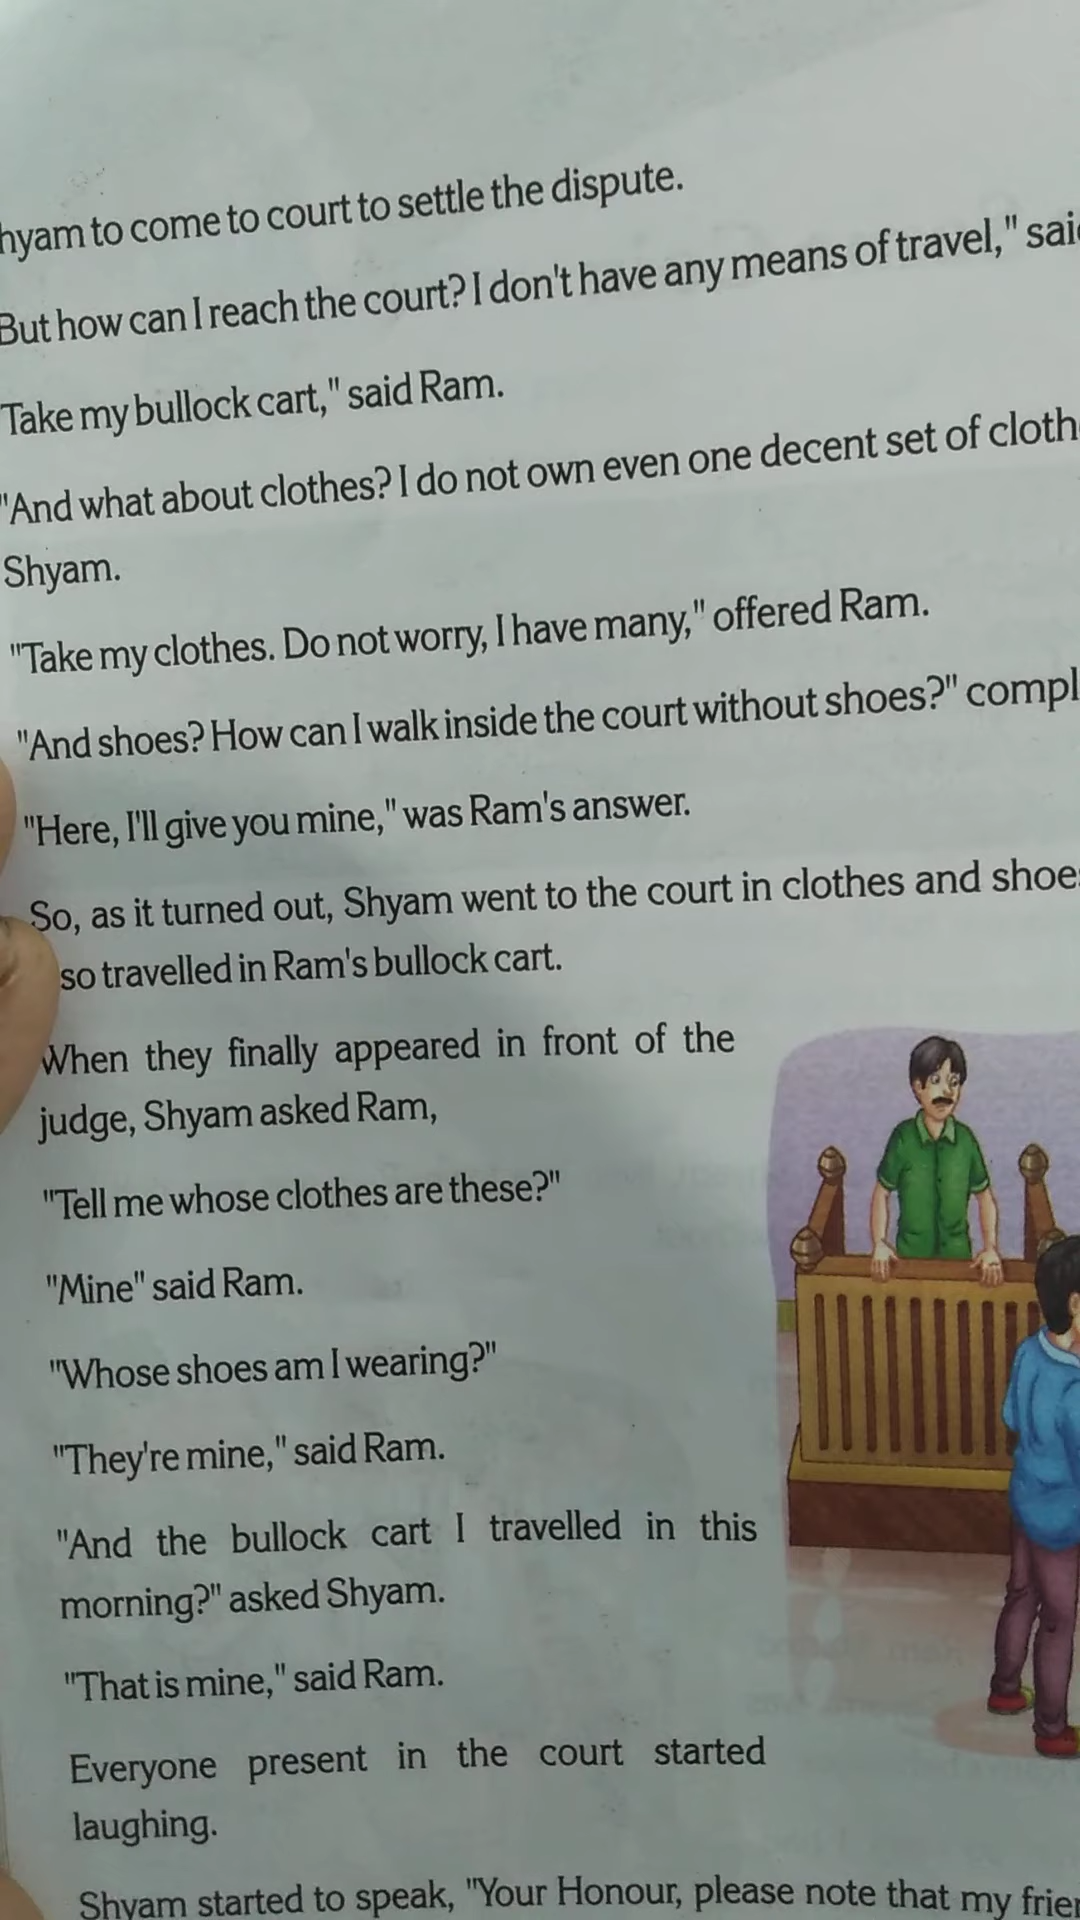 to come to court to settle the dispute.
But how can I reach the court? I don't have any means of travel,"
Take my bullock cart," said Ram.
"And what about clothes? I do not own even one decent set of
Shyam.
"Take my clothes. Do not worry, I have many," offered Ram.
"And shoes? How can I walk inside the court without shoes?"
"Here, I'll give you mine," was Ram's answer.
So, as it turned out, Shyam went to the court in clothes and
so travelled in Ram's bullock cart.
When they finally appeared in front of the
judge, Shyam asked Ram,
"Tell me whose clothes are these?"
"Mine" said Ram.
"Whose shoes am I wearing?"
"They're mine," said Ram.
"And the bullock cart I travelled in this
morning?" asked Shyam.
"That is mine," said Ram.
Everyone present in the court started
laughing.
Shyam started to speak, "Your Honour, please note that my